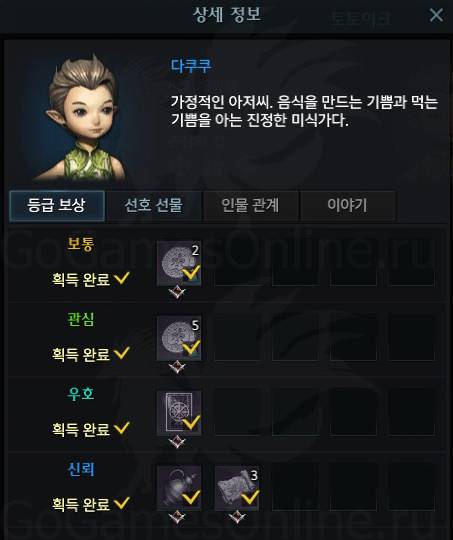 상세 정보
토토이크
다쿠쿠
가정적인 아저씨. 음식을 만드는 기쁨과 먹는
기쁨을 아는 진정한 미식가다.
등급 보상 선호 선물 인물 관계 이야기
보통
획득 완료
2
관심
획득 완료
5
우호
획득 완료
신뢰
획득 완료
3
GoGamesOnline.ru
GoGamesOnline.ru